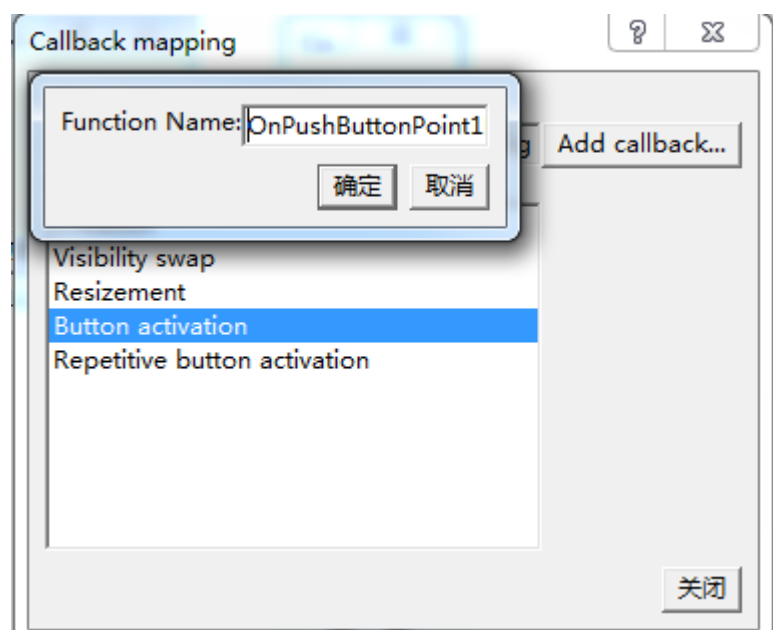 Callback mapping
Function Name: OnPushButtonPoint1
Add callback...
确定 取消
Visibility swap
Resizement
Button activation
Repetitive button activation
关闭